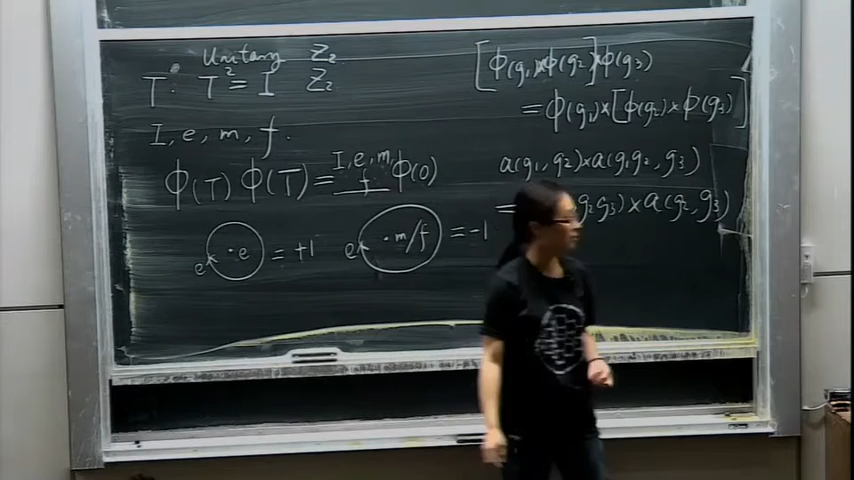 Unitary Z₂
T. T² = I Z₂
I, e, m, f.
I, e, m,
ϕ(T) ϕ(T) = f ϕ(0)
e · e = +1 e · m/f = -1
[ϕ(g₁)×ϕ(g₂)]×ϕ(g₃)
= ϕ(g₁)×[ϕ(g₂)×ϕ(g₃)]
a(g₁, g₂)×a(g₁g₂, g₃)
= g₂g₃)×a(g₂, g₃)